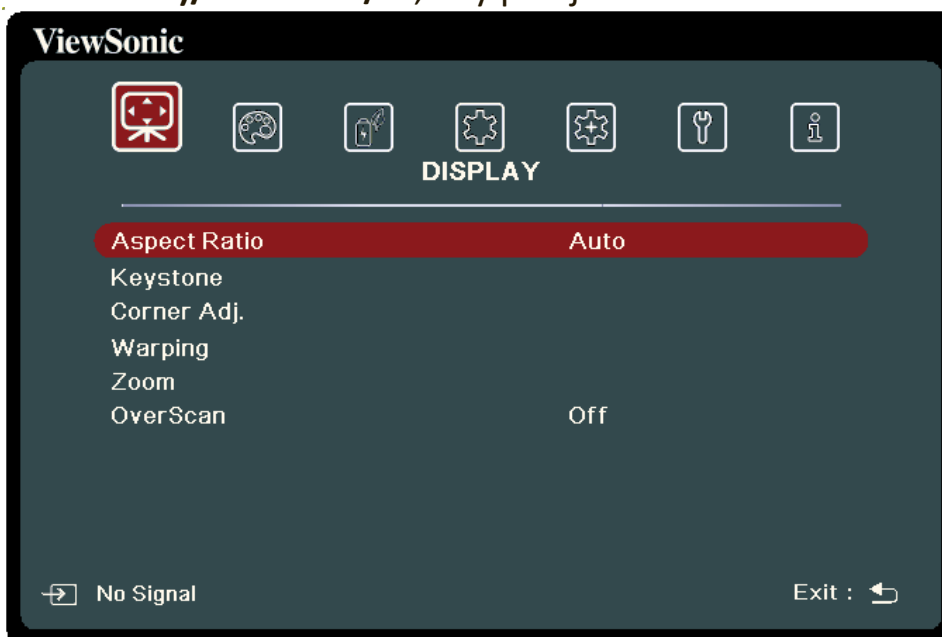 ViewSonic
DISPLAY
Aspect Ratio Auto
Keystone
Corner Adj.
Warping
Zoom
OverScan Off
No Signal Exit :